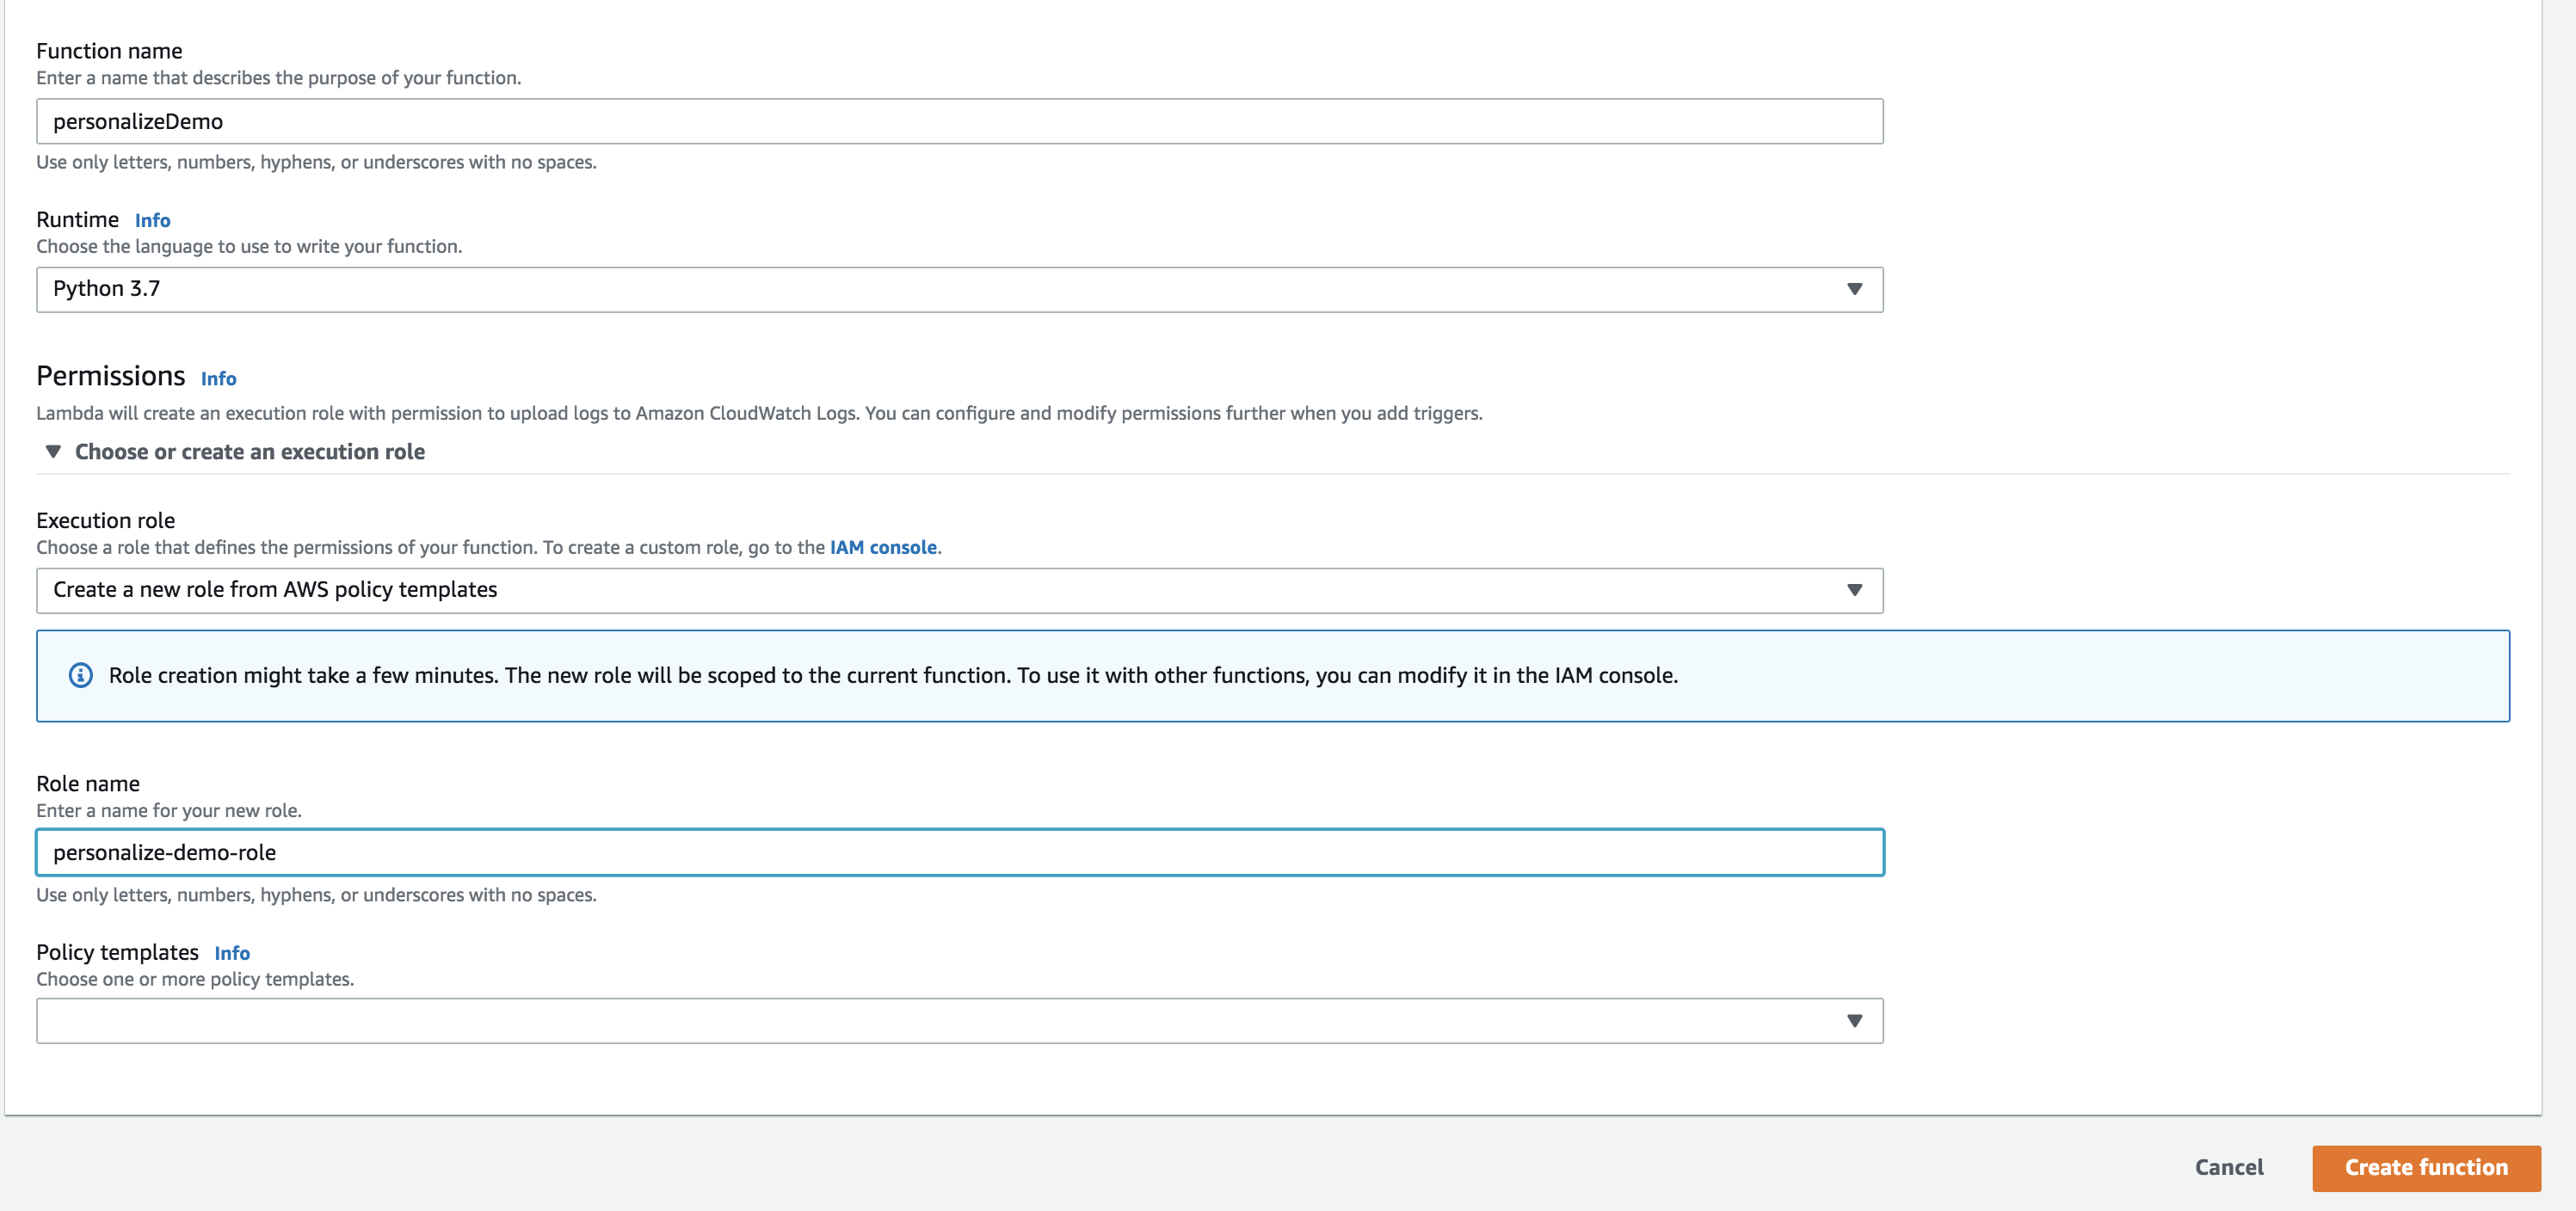 Function name
Enter a name that describes the purpose of your function.
personalizeDemo
Use only letters, numbers, hyphens, or underscores with no spaces.
Runtime Info
Choose the language to use to write your function.
Python 3.7
Permissions Info
Lambda will create an execution role with permission to upload logs to Amazon CloudWatch Logs. You can configure and modify permissions further when you add triggers.
Choose or create an execution role
Execution role
Choose a role that defines the permissions of your function. To create a custom role, go to the IAM console.
Create a new role from AWS policy templates
Role creation might take a few minutes. The new role will be scoped to the current function. To use it with other functions, you can modify it in the IAM console.
Role name
Enter a name for your new role.
personalize-demo-role
Use only letters, numbers, hyphens, or underscores with no spaces.
Policy templates Info
Choose one or more policy templates.
Cancel Create function